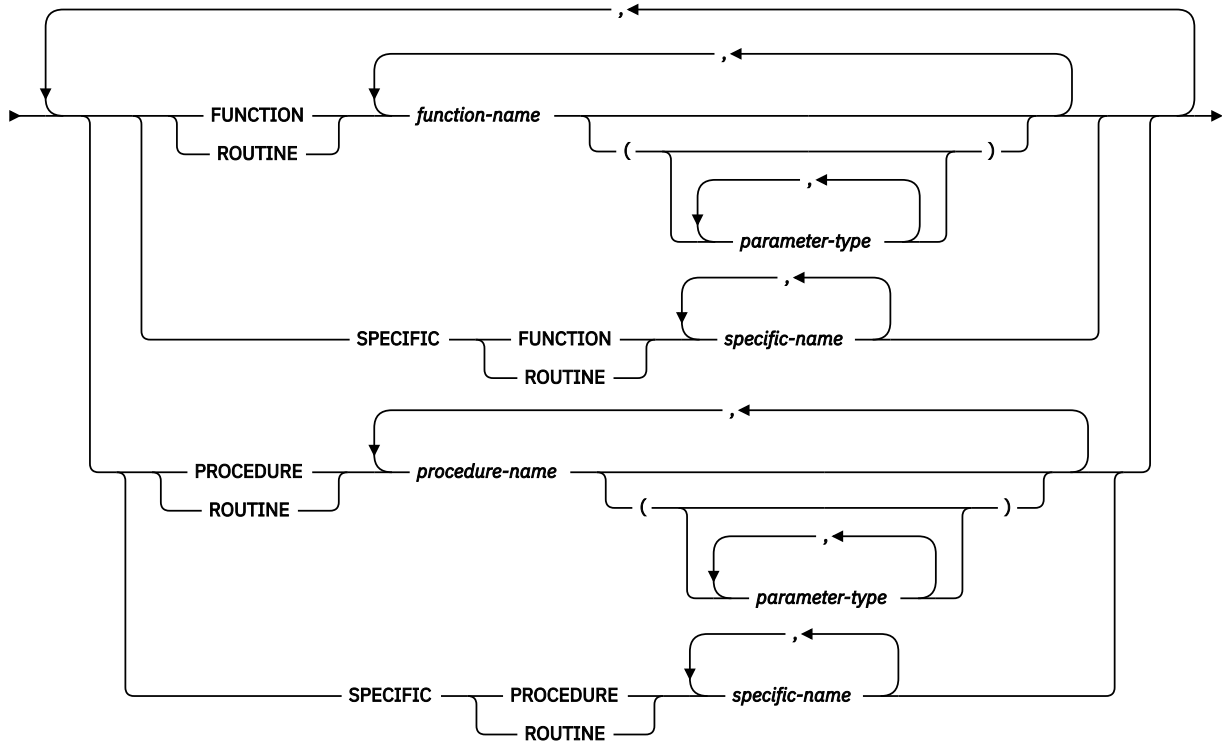 ,
,
FUNCTION function-name
ROUTINE ( )
,
parameter-type
,
SPECIFIC FUNCTION specific-name
ROUTINE
,
PROCEDURE procedure-name
ROUTINE ( )
,
parameter-type
,
SPECIFIC PROCEDURE specific-name
ROUTINE